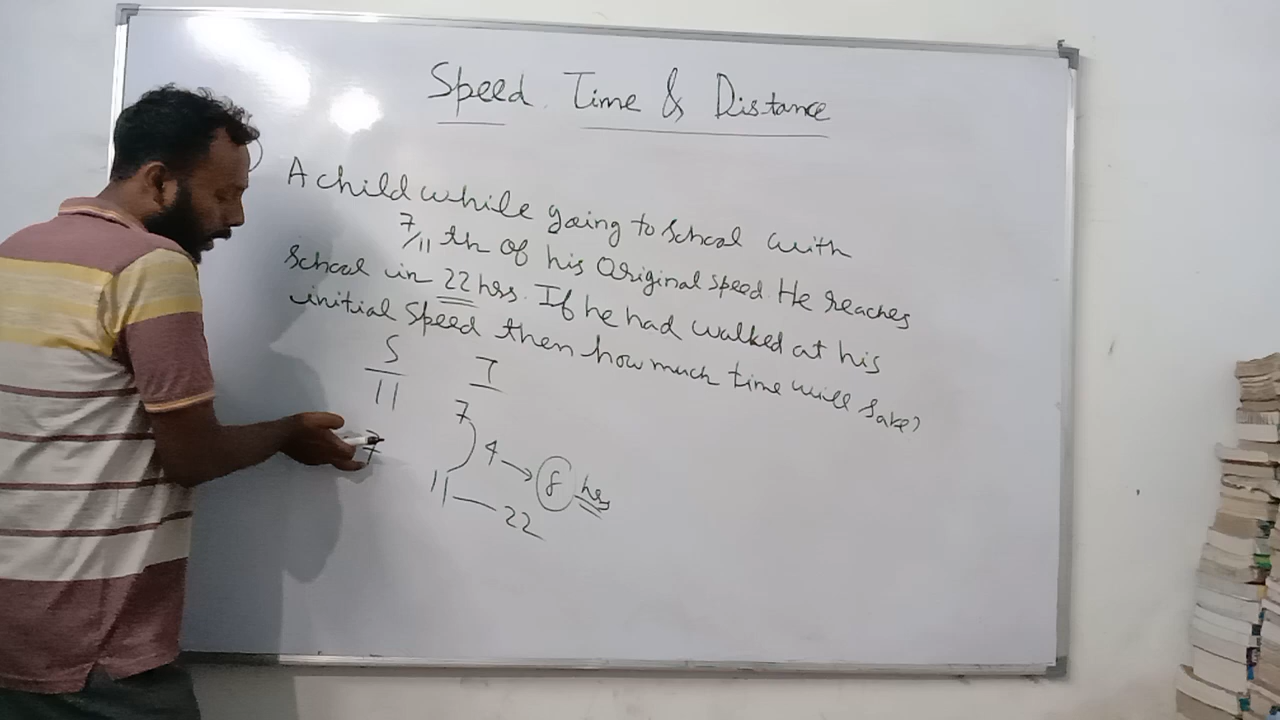 Speed Time & Distance
A child while going to school with
7/11 th of his Original speed. He reaches
School in 22 hrs. If he had walked at his
initial speed then how much time will save?
S T
11 7
7 4 → 8 hrs
11 — 22